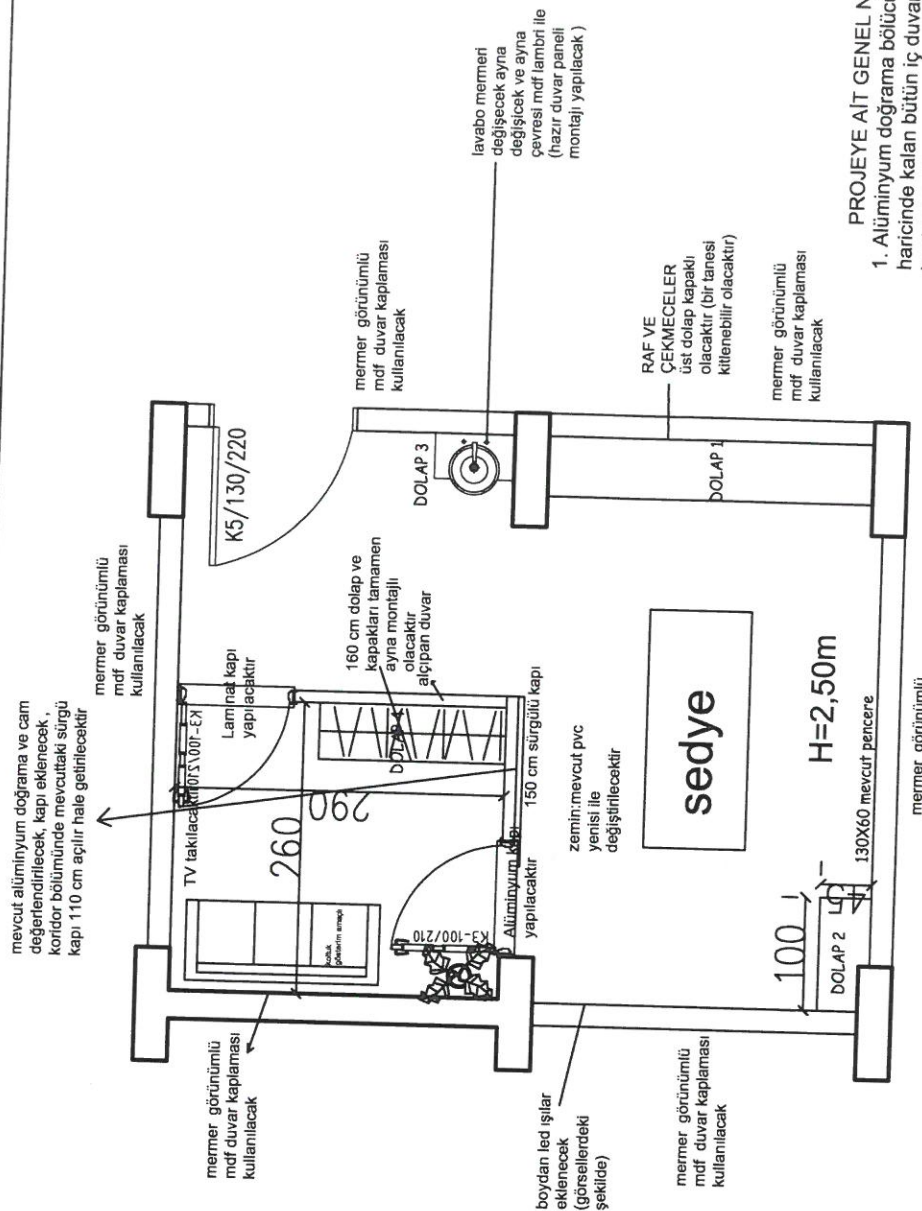 mevcut alüminyum doğrama ve cam
değerlendirilecek, kapı eklenecek ,
koridor bölümünde mevcuttaki sürgü
kapı 110 cm açılır hale getirilecektir
mermer görünümlü
mdf duvar kaplaması
kullanılacak
K5/130/220
mermer görünümlü
mdf duvar kaplaması
kullanılacak
lavabo mermeri
değişecek ayna
değişicek ve ayna
çevresi mdf lambri ile
(hazır duvar paneli
montajı yapılacak )
TV takılacaktır
K3-100/210
Laminat kapı
yapılacaktır
160 cm dolap ve
kapakları tamamen
ayna montajlı
olacaktır
alçıpan duvar
DOLAP 3
290
260
koltuk
gösterim amaçlı
K3-100/210
Alüminyum kapı
yapılacaktır
150 cm sürgülü kapı
mermer görünümlü
mdf duvar kaplaması
kullanılacak
RAF VE
ÇEKMECELER
üst dolap kapaklı
olacaktır (bir tanesi
kitlenebilir olacaktır)
DOLAP 1
zemin:mevcut pvc
yenisi ile
değiştirilecektir
sedye
boydan led ışılar
eklenecek
(görsellerdeki
şekilde)
H=2,50m
130X60 mevcut pencere
100
DOLAP 2
mermer görünümlü
mdf duvar kaplaması
kullanılacak
mermer görünümlü
mdf duvar kaplaması
kullanılacak
mermer görünümlü
PROJEYE AİT GENEL
1. Alüminyum doğrama
haricinde kalan bütün iç